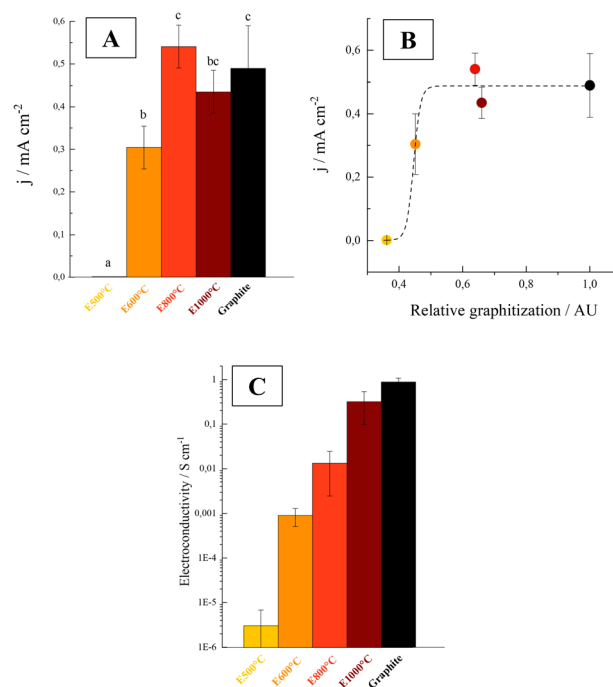 A
c
c
bc
b
a
0,6
0,5
0,4
0,3
0,2
0,1
0,0
j / mA cm-2
E500°C
E600°C
E800°C
E1000°C
Graphite
B
0,6
0,4
0,2
0,0
j / mA cm-2
0,4
0,6
0,8
1,0
Relative graphitization / AU
C
1
0,1
0,01
0,001
1E-4
1E-5
1E-6
Electroconductivity / S cm-1
E500°C
E600°C
E800°C
E1000°C
Graphite